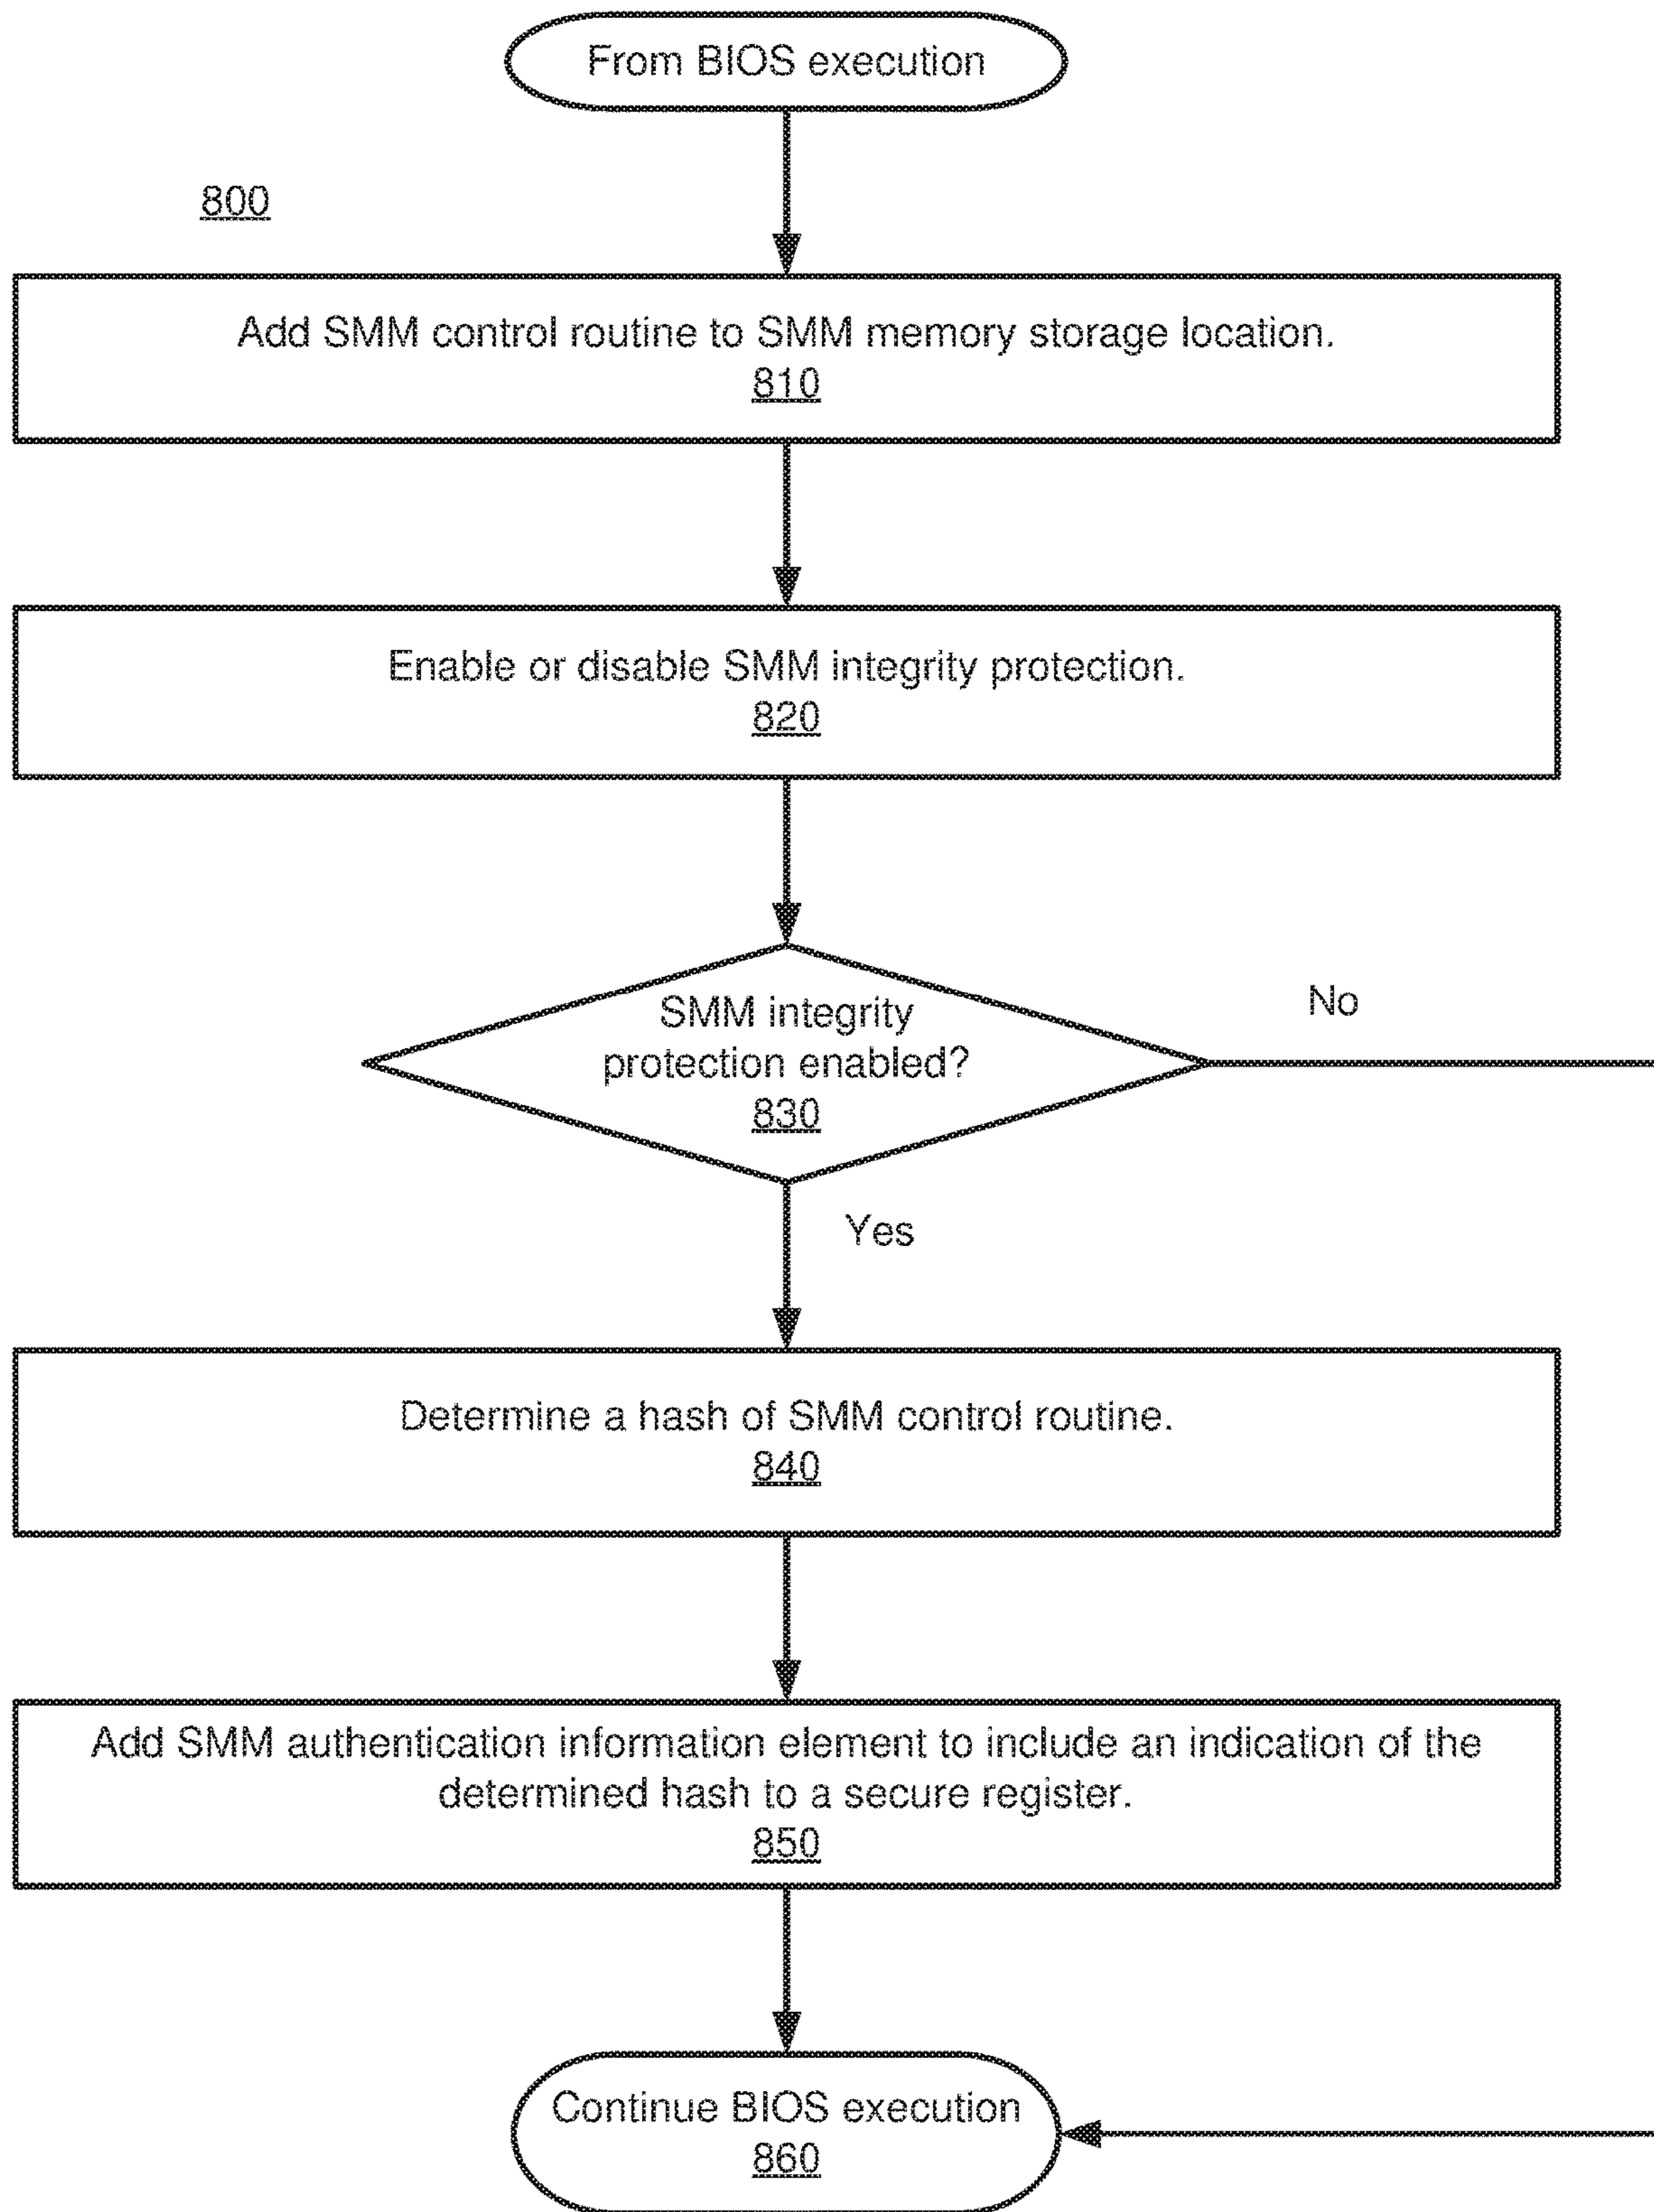 From BIOS execution
800
Add SMM control routine to SMM memory storage location.
810
Enable or disable SMM integrity protection.
820
SMM integrity
protection enabled?
830
No
Yes
Determine a hash of SMM control routine.
840
Add SMM authentication information element to include an indication of the
determined hash to a secure register.
850
Continue BIOS execution
860